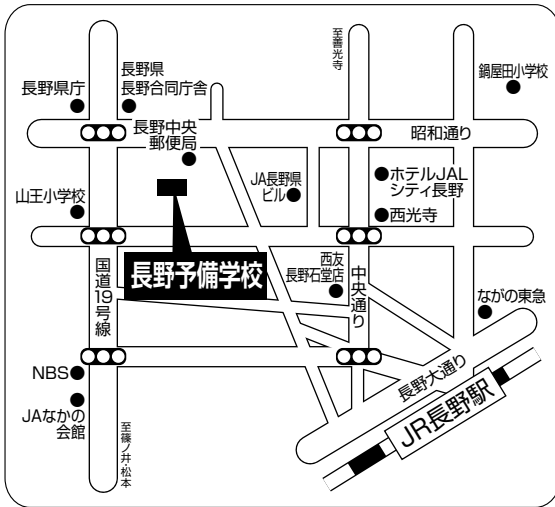 至善光寺
長野県
長野合同庁舎
長野県庁
鍋屋田小学校
昭和通り
長野中央
郵便局
JA長野県
ビル
ホテルJAL
シティ長野
山王小学校
西光寺
長野予備学校
国道19号線
西友
長野石堂店
中央通り
ながの東急
長野大通り
NBS
JAながの
会館
JR長野駅
至篠ノ井・松本